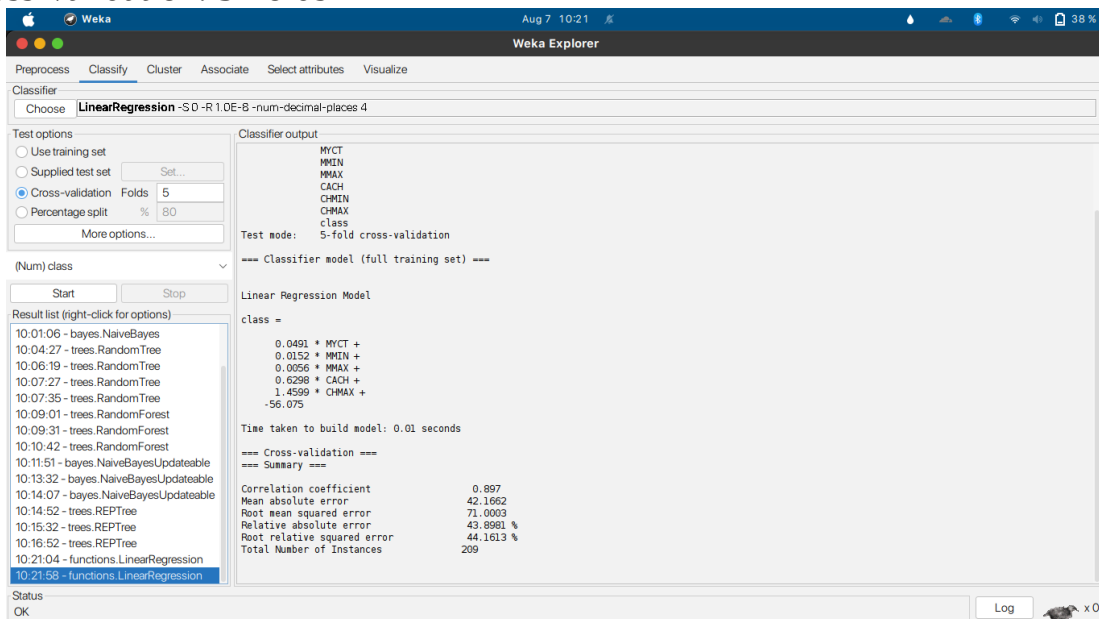 Weka Aug 7 10:21 38 %
Weka Explorer
Preprocess Classify Cluster Associate Select attributes Visualize
Classifier
Choose LinearRegression -S 0 -R 1.0E-8 -num-decimal-places 4
Test options
Use training set
Supplied test set Set...
Cross-validation Folds 5
Percentage split % 80
More options...
(Num) class
Start Stop
Result list (right-click for options)
10:01:06 - bayes.NaiveBayes
10:04:27 - trees.RandomTree
10:06:19 - trees.RandomTree
10:07:27 - trees.RandomTree
10:07:35 - trees.RandomTree
10:09:01 - trees.RandomForest
10:09:31 - trees.RandomForest
10:10:42 - trees.RandomForest
10:11:51 - bayes.NaiveBayesUpdateable
10:13:32 - bayes.NaiveBayesUpdateable
10:14:07 - bayes.NaiveBayesUpdateable
10:14:52 - trees.REPTree
10:15:32 - trees.REPTree
10:16:52 - trees.REPTree
10:21:04 - functions.LinearRegression
10:21:58 - functions.LinearRegression
Classifier output
MYCT
MMIN
MMAX
CACH
CHMIN
CHMAX
class
Test mode: 5-fold cross-validation
=== Classifier model (full training set) ===
Linear Regression Model
class =
0.0491 * MYCT +
0.0152 * MMIN +
0.0056 * MMAX +
0.6298 * CACH +
1.4599 * CHMAX +
-56.075
Time taken to build model: 0.01 seconds
=== Cross-validation ===
=== Summary ===
Correlation coefficient 0.897
Mean absolute error 42.1662
Root mean squared error 71.0003
Relative absolute error 43.8981 %
Root relative squared error 44.1613 %
Total Number of Instances 209
Status
OK
Log x 0